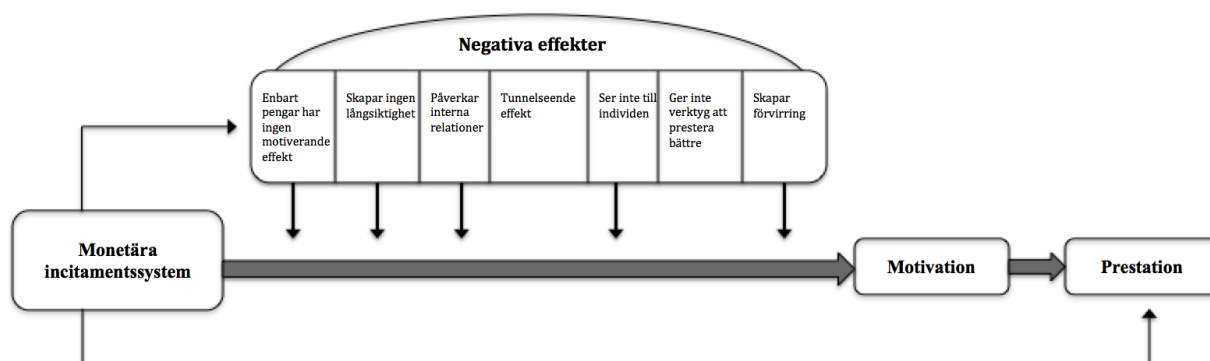 Negativa effekter
Enbart
pengar har
ingen
motiverande
effekt
Skapar ingen
långsiktighet
Påverkar
interna
relationer
Tunnelseende
effekt
Ser inte till
individen
Ger inte
verktyg att
prestera
bättre
Skapar
förvirring
Monetära
incitamentssystem
Motivation
Prestation